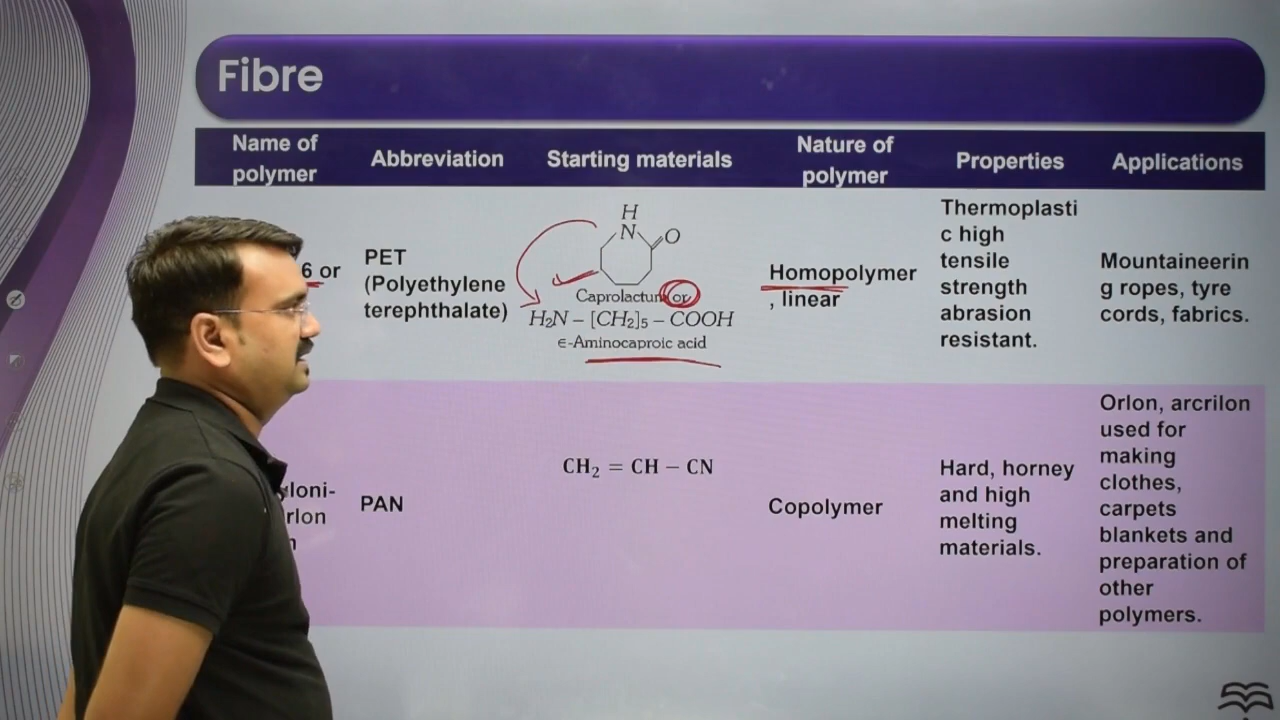 Fibre
Name of
polymer
Abbreviation
Starting materials
Nature of
polymer
Properties
Applications
6 or
PET
(Polyethylene
terephthalate)
H
N
O
Caprolactum or
H₂N – [CH₂]₅ – COOH
ϵ-Aminocaproic acid
Homopolymer
, linear
Thermoplasti
c high
tensile
strength
abrasion
resistant.
Mountaineerin
g ropes, tyre
cords, fabrics.
PAN
CH₂ = CH – CN
Copolymer
Hard, horney
and high
melting
materials.
Orlon, arcrilon
used for
making
clothes,
carpets
blankets and
preparation of
other
polymers.